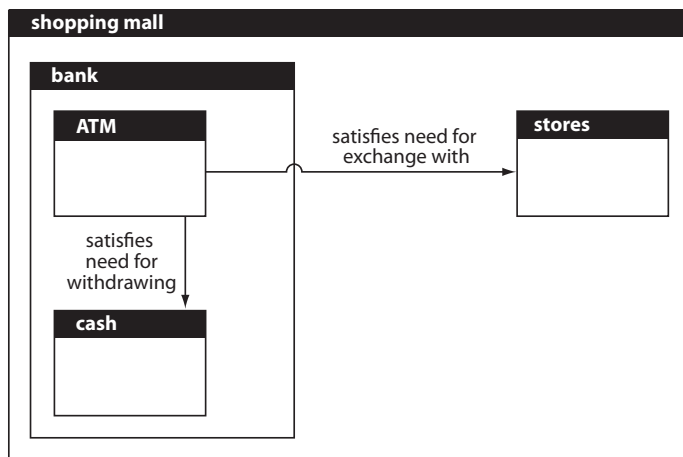 shopping mall
bank
ATM
satisfies need for
exchange with
stores
satisfies
need for
withdrawing
cash